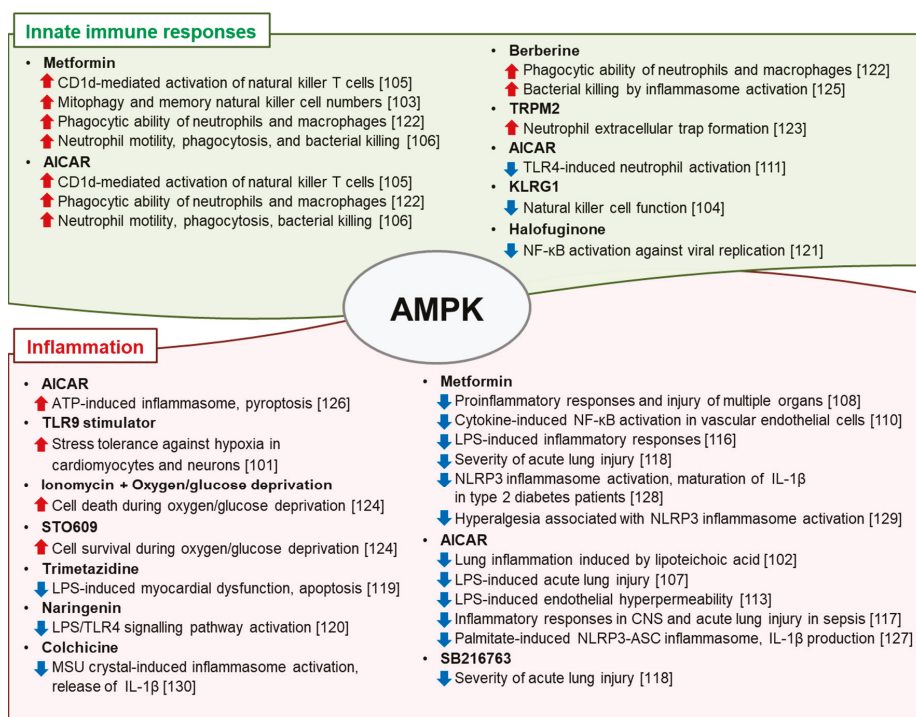 Innate immune responses
• Metformin
CD1d-mediated activation of natural killer T cells [105]
Mitophagy and memory natural killer cell numbers [103]
Phagocytic ability of neutrophils and macrophages [122]
Neutrophil motility, phagocytosis, and bacterial killing [106]
• AICAR
CD1d-mediated activation of natural killer T cells [105]
Phagocytic ability of neutrophils and macrophages [122]
Neutrophil motility, phagocytosis, bacterial killing [106]
• Berberine
Phagocytic ability of neutrophils and macrophages [122]
Bacterial killing by inflammasome activation [125]
• TRPM2
Neutrophil extracellular trap formation [123]
• AICAR
TLR4-induced neutrophil activation [111]
• KLRG1
Natural killer cell function [104]
• Halofuginone
NF-κB activation against viral replication [121]
AMPK
Inflammation
• AICAR
ATP-induced inflammasome, pyroptosis [126]
• TLR9 stimulator
Stress tolerance against hypoxia in
cardiomyocytes and neurons [101]
• Ionomycin + Oxygen/glucose deprivation
Cell death during oxygen/glucose deprivation [124]
• STO609
Cell survival during oxygen/glucose deprivation [124]
• Trimetazidine
LPS-induced myocardial dysfunction, apoptosis [119]
• Naringenin
LPS/TLR4 signalling pathway activation [120]
• Colchicine
MSU crystal-induced inflammasome activation,
release of IL-1β [130]
• Metformin
Proinflammatory responses and injury of multiple organs [108]
Cytokine-induced NF-κB activation in vascular endothelial cells [110]
LPS-induced inflammatory responses [116]
Severity of acute lung injury [118]
NLRP3 inflammasome activation, maturation of IL-1β
in type 2 diabetes patients [128]
Hyperalgesia associated with NLRP3 inflammasome activation [129]
• AICAR
Lung inflammation induced by lipoteichoic acid [102]
LPS-induced acute lung injury [107]
LPS-induced endothelial hyperpermeability [113]
Inflammatory responses in CNS and acute lung injury in sepsis [117]
Palmitate-induced NLRP3-ASC inflammasome, IL-1β production [127]
• SB216763
Severity of acute lung injury [118]